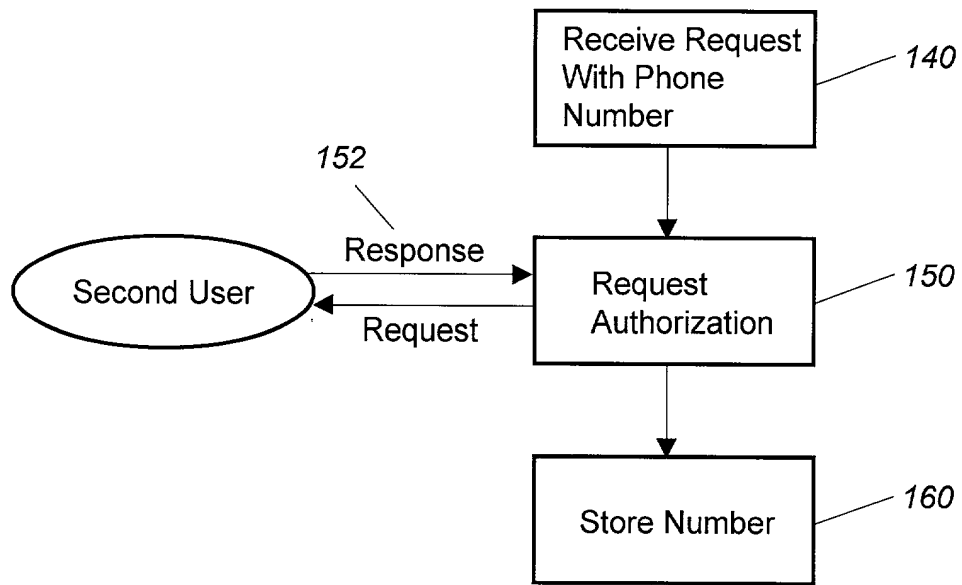 Receive Request
With Phone
Number
140
152
Response
Second User
Request
Request
Authorization
150
Store Number
160